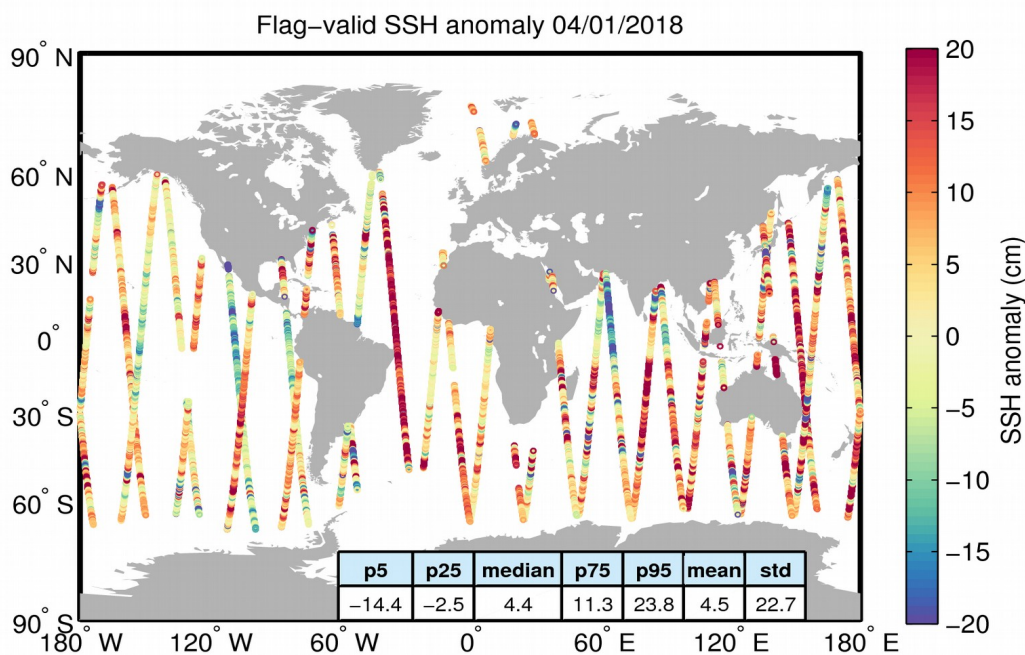 Flag−valid SSH anomaly 04/01/2018
90° N
60° N
30° N
0°
30° S
60° S
90° S
180° W
120° W
60° W
0°
60° E
120° E
180° E
p5 p25 median p75 p95 mean std
−14.4 −2.5 4.4 11.3 23.8 4.5 22.7
20
15
10
5
0
−5
−10
−15
−20
SSH anomaly (cm)